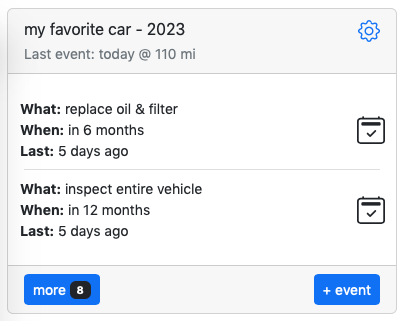 my favorite car - 2023
Last event: today @ 110 mi
What: replace oil & filter
When: in 6 months
Last: 5 days ago
What: inspect entire vehicle
When: in 12 months
Last: 5 days ago
more 8
+ event